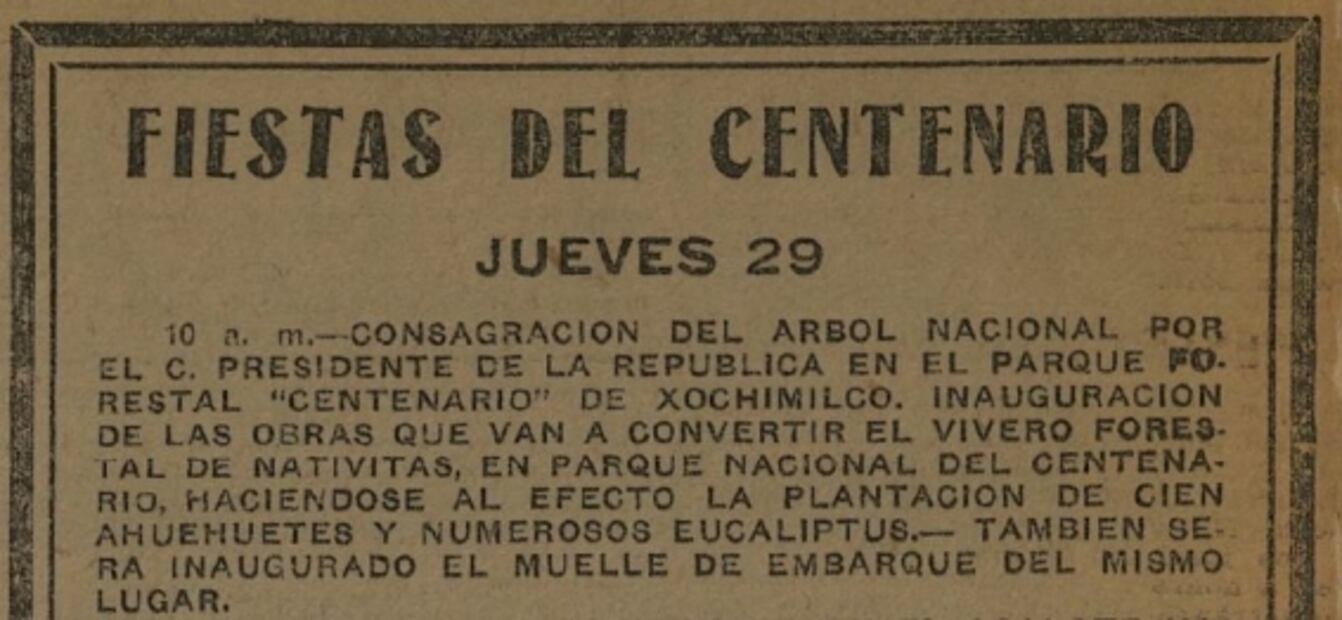 FIESTAS DEL CENTENARIO
JUEVES 29
10 a. m.—CONSAGRACION DEL ARBOL NACIONAL POR
EL C. PRESIDENTE DE LA REPUBLICA EN EL PARQUE FO-
RESTAL "CENTENARIO" DE XOCHIMILCO. INAUGURACION
DE LAS OBRAS QUE VAN A CONVERTIR EL VIVERO FORES-
TAL DE NATIVITAS, EN PARQUE NACIONAL DEL CENTENA-
RIO, HACIENDOSE AL EFECTO LA PLANTACION DE CIEN
AHUEHUETES Y NUMEROSOS EUCALIPTUS.— TAMBIEN SE-
RA INAUGURADO EL MUELLE DE EMBARQUE DEL MISMO
LUGAR.